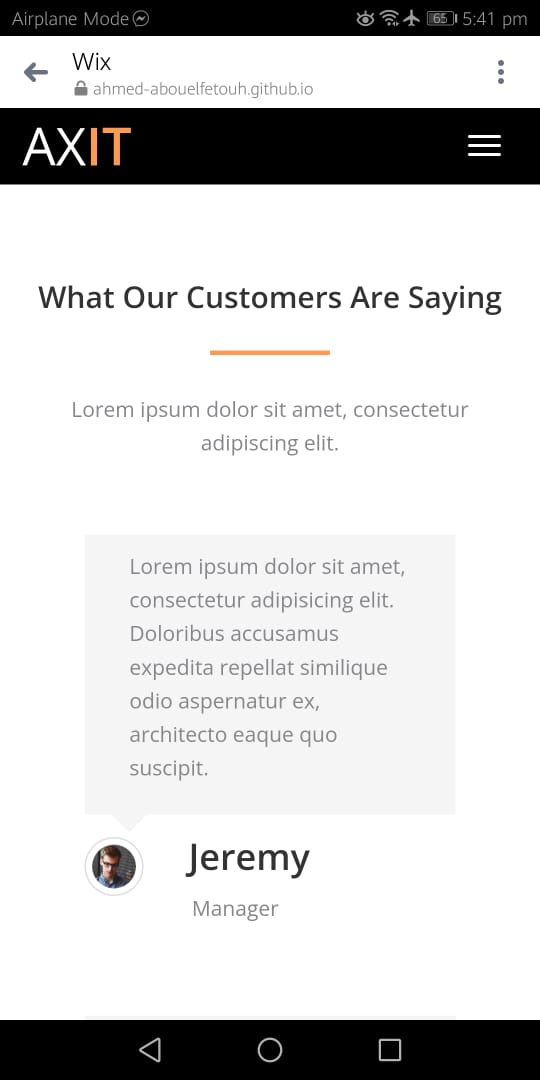 Airplane Mode 65 5:41 pm
Wix
ahmed-abouelfetouh.github.io
AXIT
What Our Customers Are Saying
Lorem ipsum dolor sit amet, consectetur
adipiscing elit.
Lorem ipsum dolor sit amet,
consectetur adipisicing elit.
Doloribus accusamus
expedita repellat similique
odio aspernatur ex,
architecto eaque quo
suscipit.
Jeremy
Manager